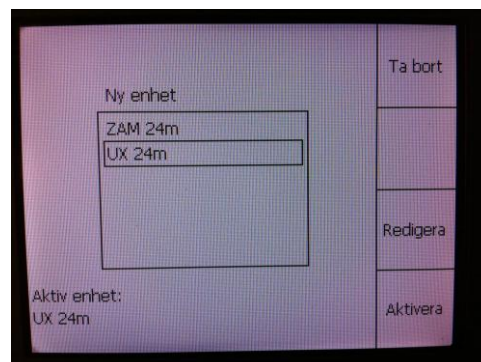 Ny enhet
ZAM 24m
UX 24m
Aktiv enhet:
UX 24m
Ta bort
Redigera
Aktivera